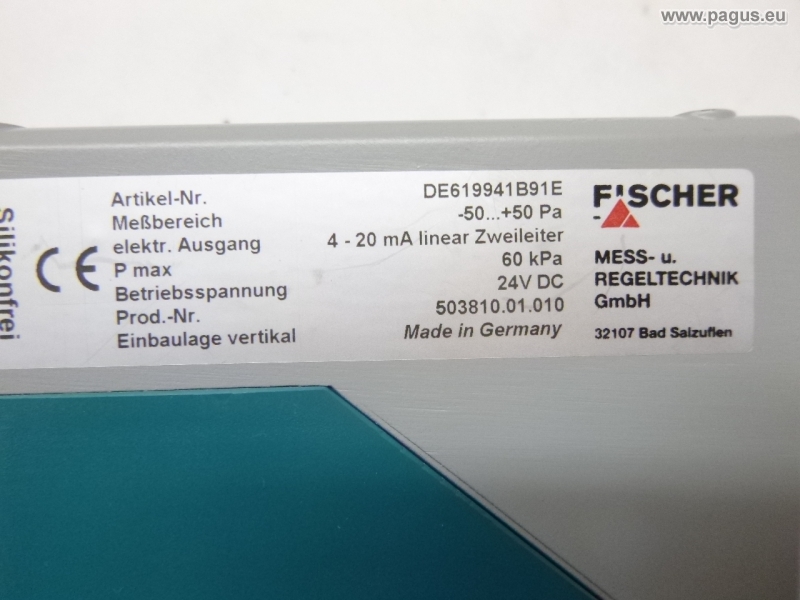 www.pagus.eu
Silikonfrei
CE
Artikel-Nr. DE619941B91E
Meßbereich -50...+50 Pa
elektr. Ausgang 4 - 20 mA linear Zweileiter
P max 60 kPa
Betriebsspannung 24V DC
Prod.-Nr. 503810.01.010
Einbaulage vertikal Made in Germany
FISCHER
MESS- u.
REGELTECHNIK
GmbH
32107 Bad Salzuflen